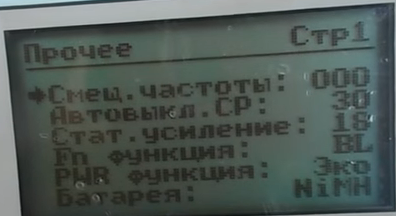 Прочее Стр1
Смещ.частоты: 000
Автовыкл.СР: 30
Стат.усиление: 18
Fn функция: BL
PWR функция: Эко
Батарея: NiMH